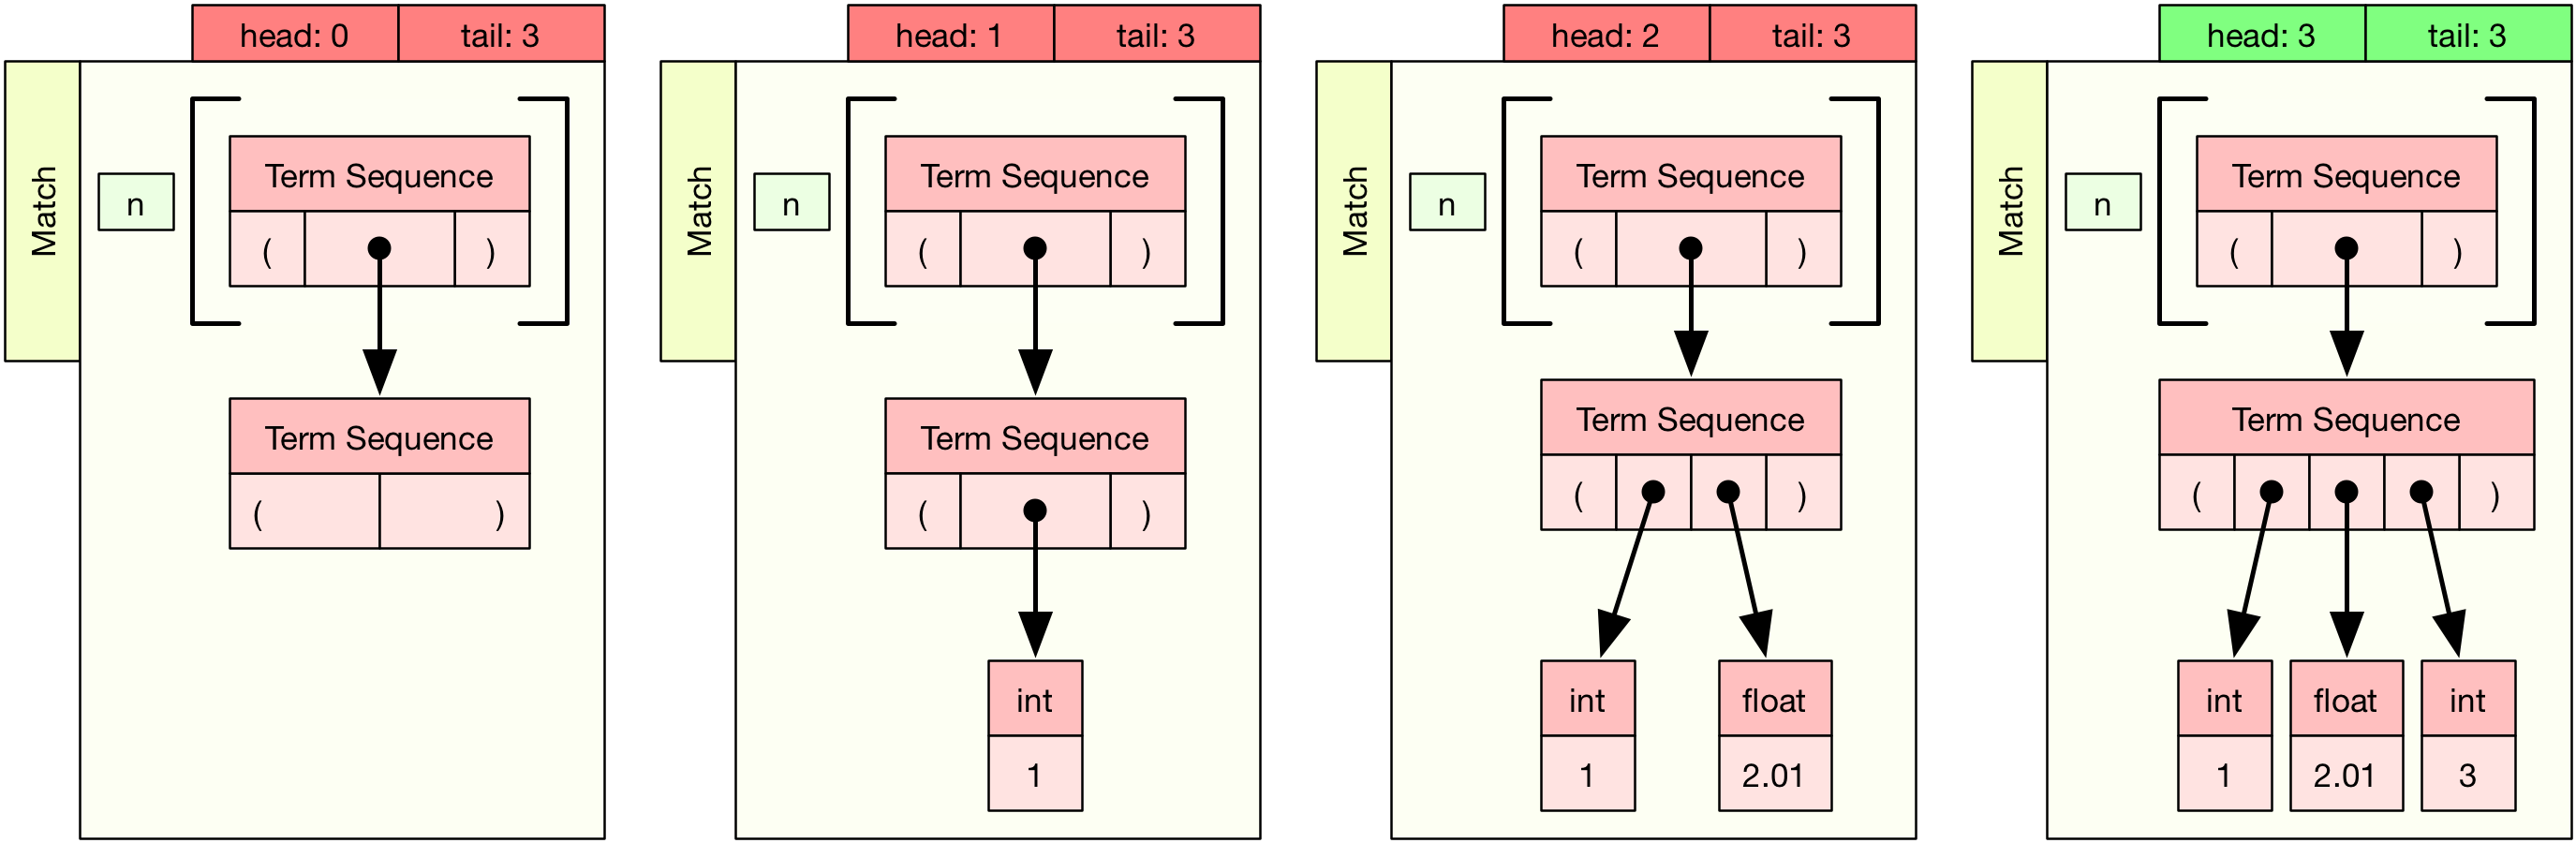 head: 0 tail: 3
Match
n
Term Sequence
( )
Term Sequence
( )
head: 1 tail: 3
Match
n
Term Sequence
( )
Term Sequence
( )
int
1
head: 2 tail: 3
Match
n
Term Sequence
( )
Term Sequence
( )
int float
1 2.01
head: 3 tail: 3
Match
n
Term Sequence
( )
Term Sequence
( )
int float int
1 2.01 3